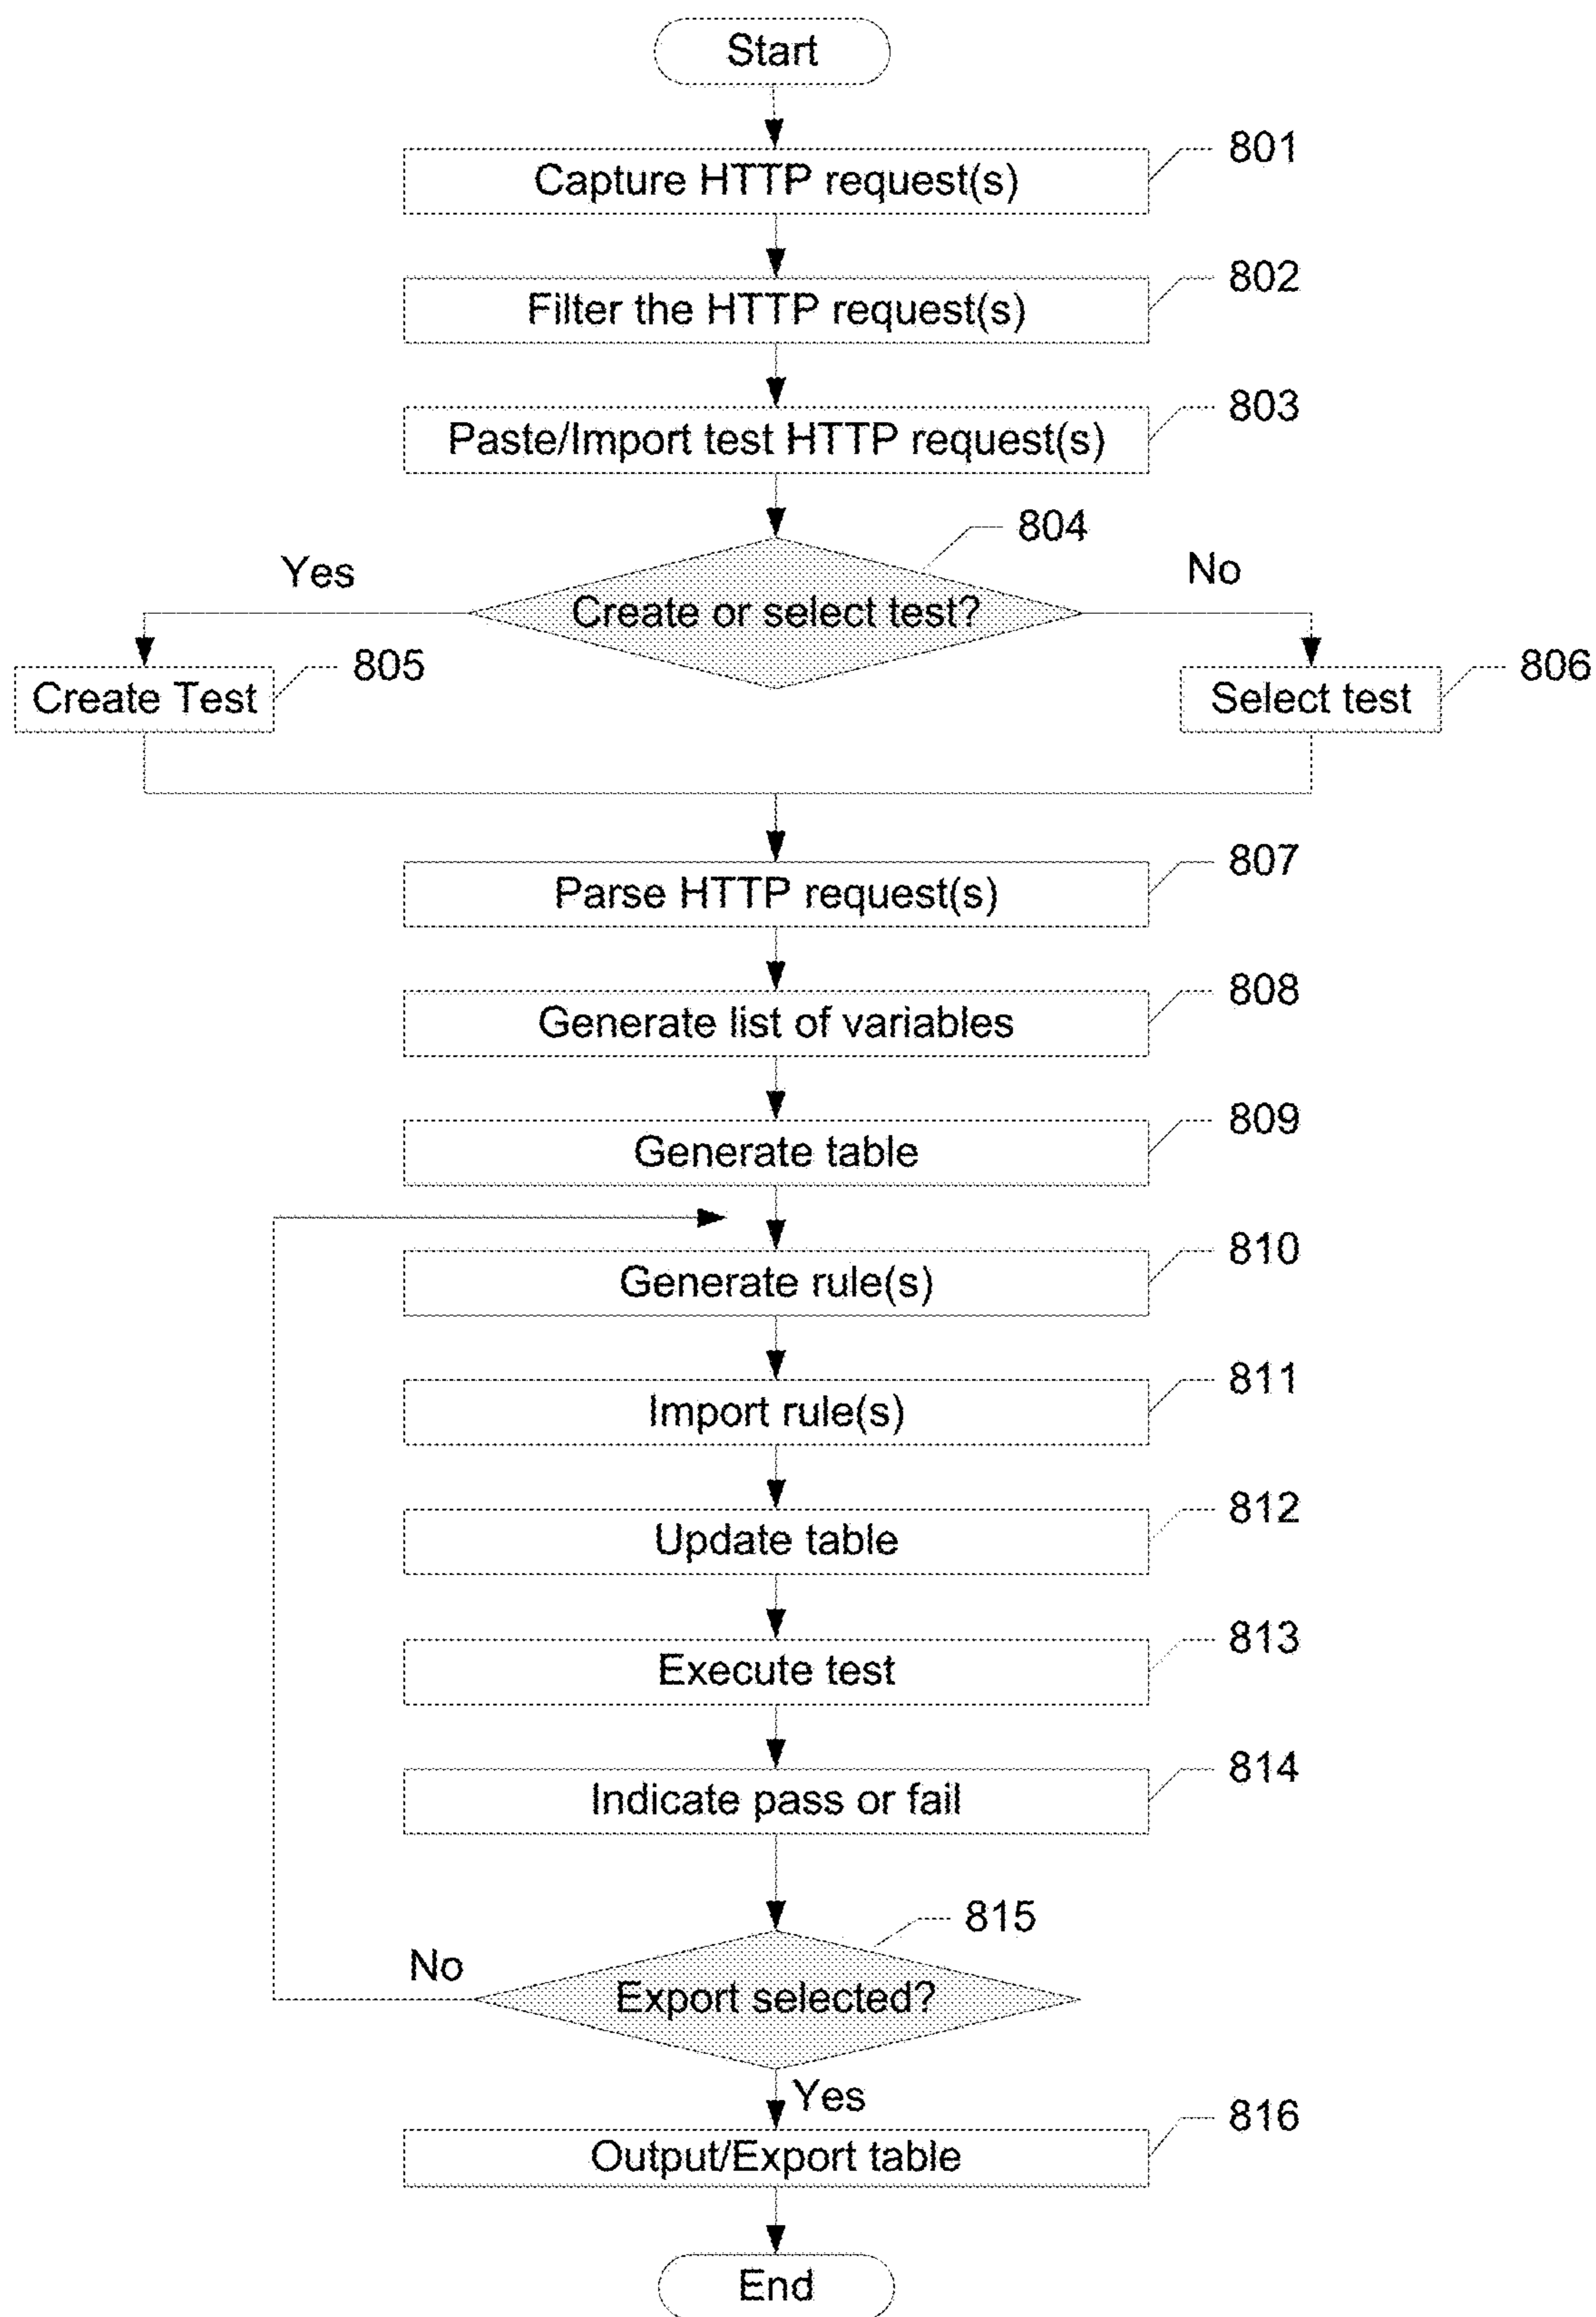 Start
Capture HTTP request(s)
801
Filter the HTTP request(s)
802
Paste/Import test HTTP request(s)
803
Create or select test?
804
Yes
No
Create Test
805
Select test
806
Parse HTTP request(s)
807
Generate list of variables
808
Generate table
809
Generate rule(s)
810
Import rule(s)
811
Update table
812
Execute test
813
Indicate pass or fail
814
Export selected?
815
No
Yes
Output/Export table
816
End